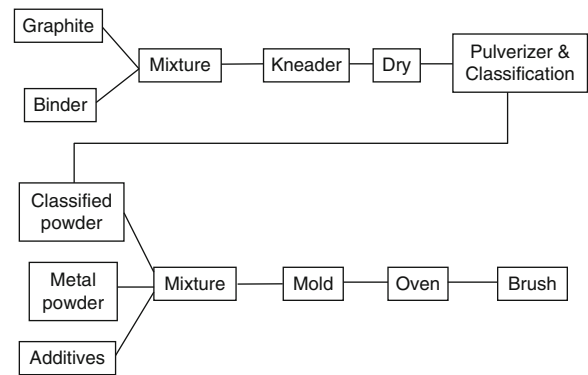 Graphite
Binder
Mixture
Kneader
Dry
Pulverizer &
Classification
Classified
powder
Metal
powder
Additives
Mixture
Mold
Oven
Brush